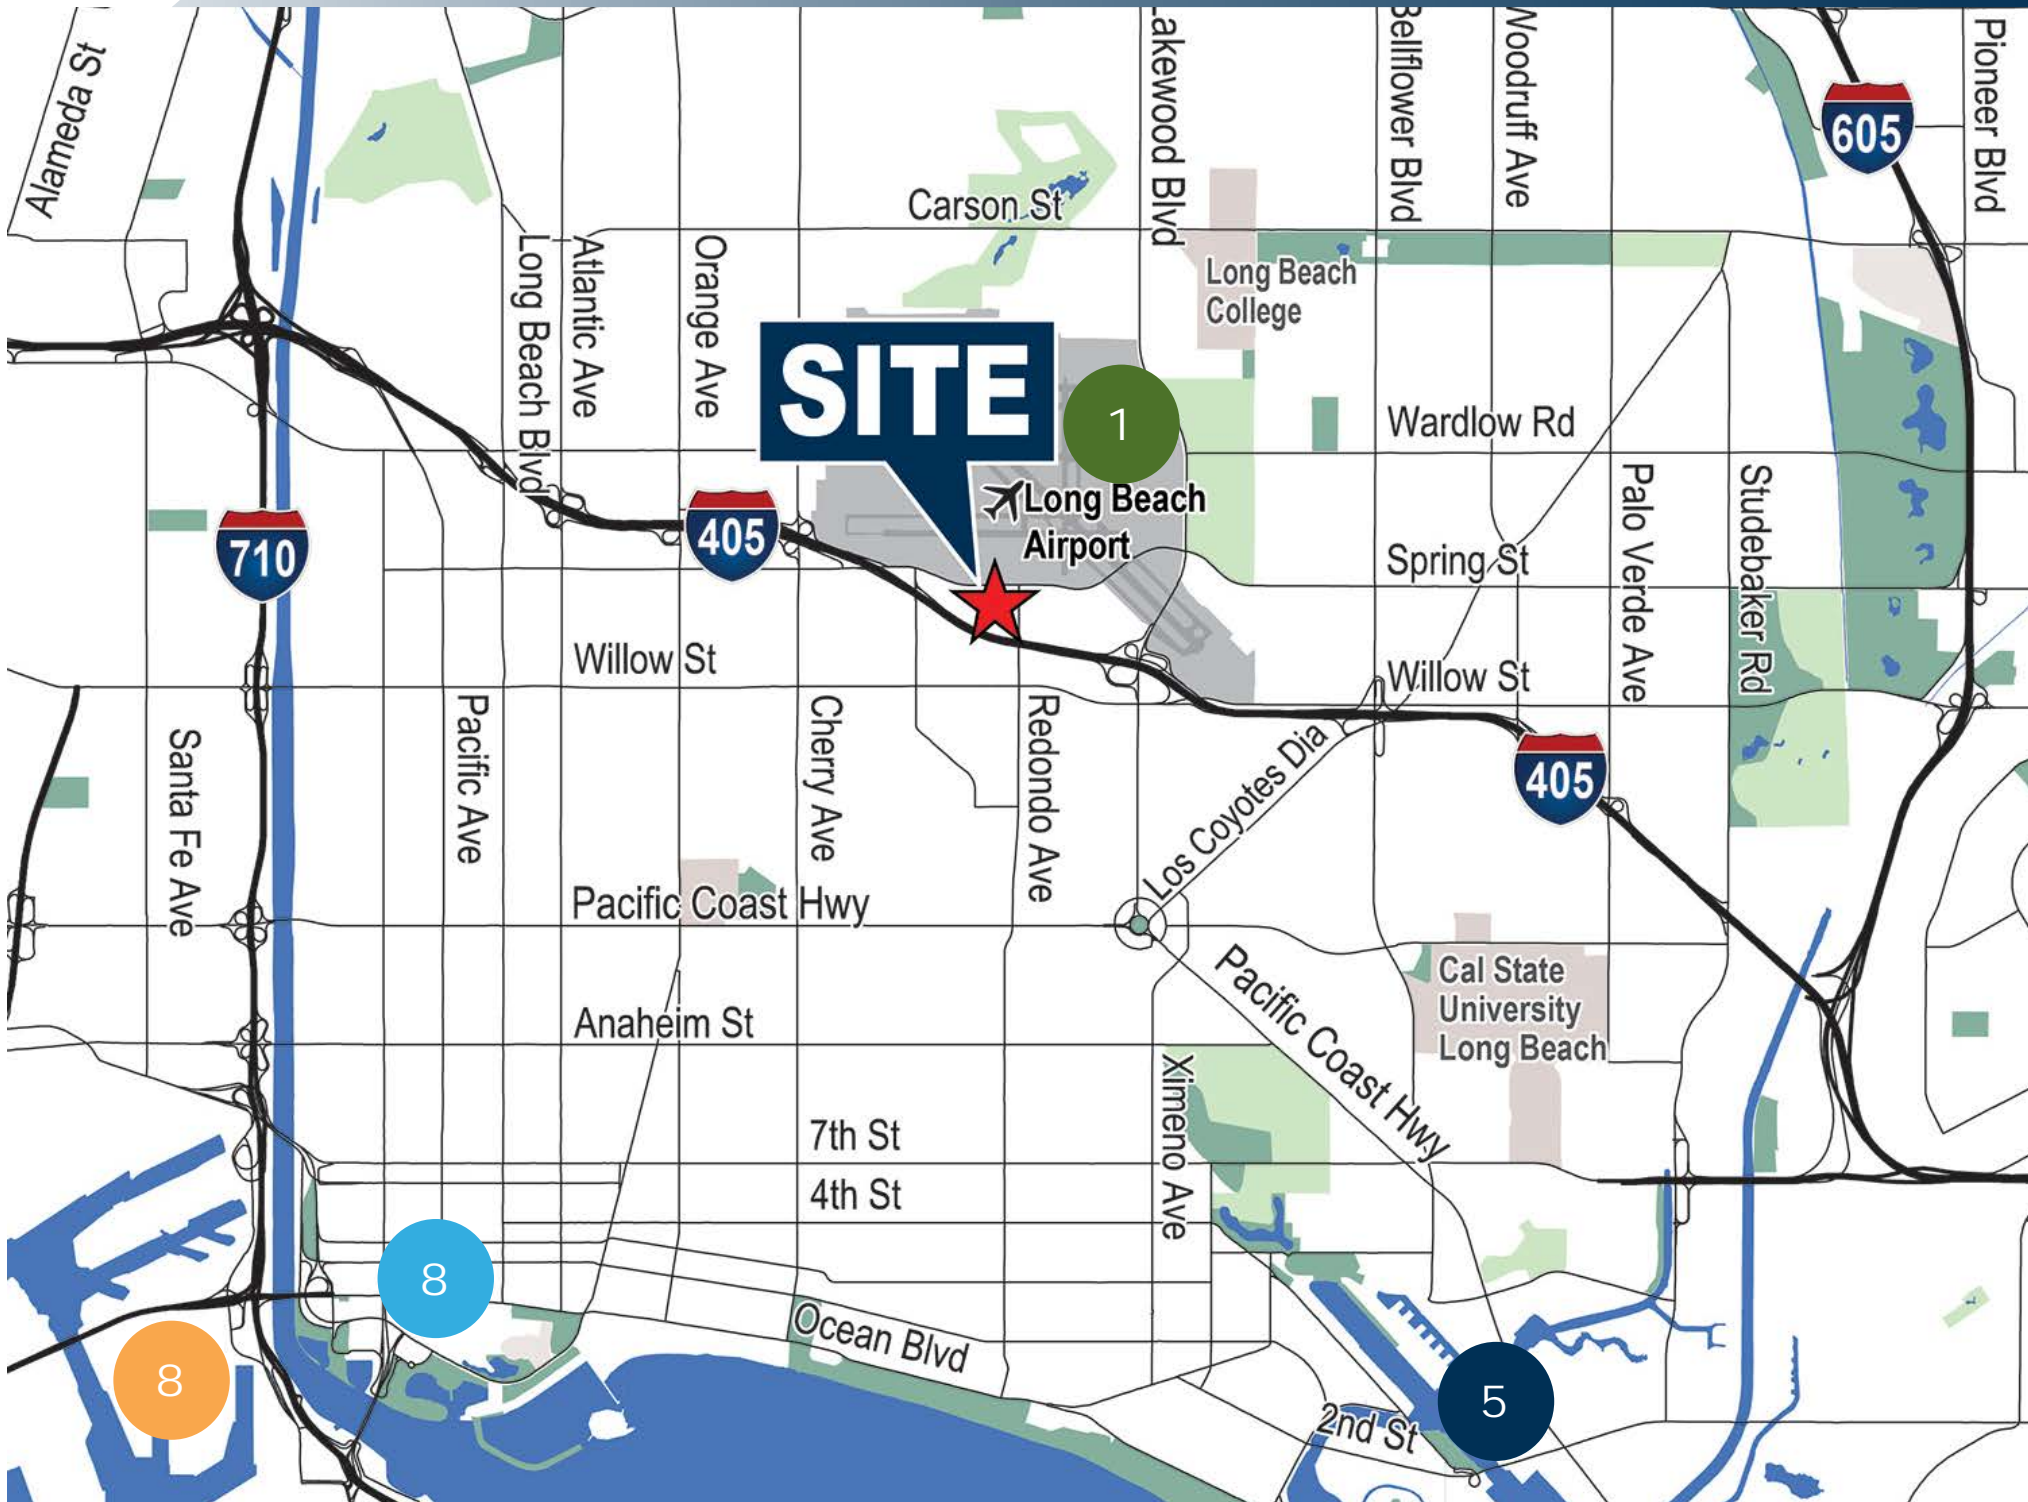 Alameda St
akewood Blvd
Bellflower Blvd
Woodruff Ave
605
Pioneer Blvd
Carson St
Long Beach Blvd
Atlantic Ave
Orange Ave
Long Beach
College
SITE
1
Wardlow Rd
Long Beach
Airport
710
405
Spring St
Palo Verde Ave
Studebaker Rd
Willow St
Willow St
Santa Fe Ave
Pacific Ave
Cherry Ave
Redondo Ave
Los Coyotes Dia
405
Pacific Coast Hwy
Pacific Coast Hwy
Cal State
University
Long Beach
Anaheim St
Ximeno Ave
7th St
4th St
8
Ocean Blvd
8
5
2nd St